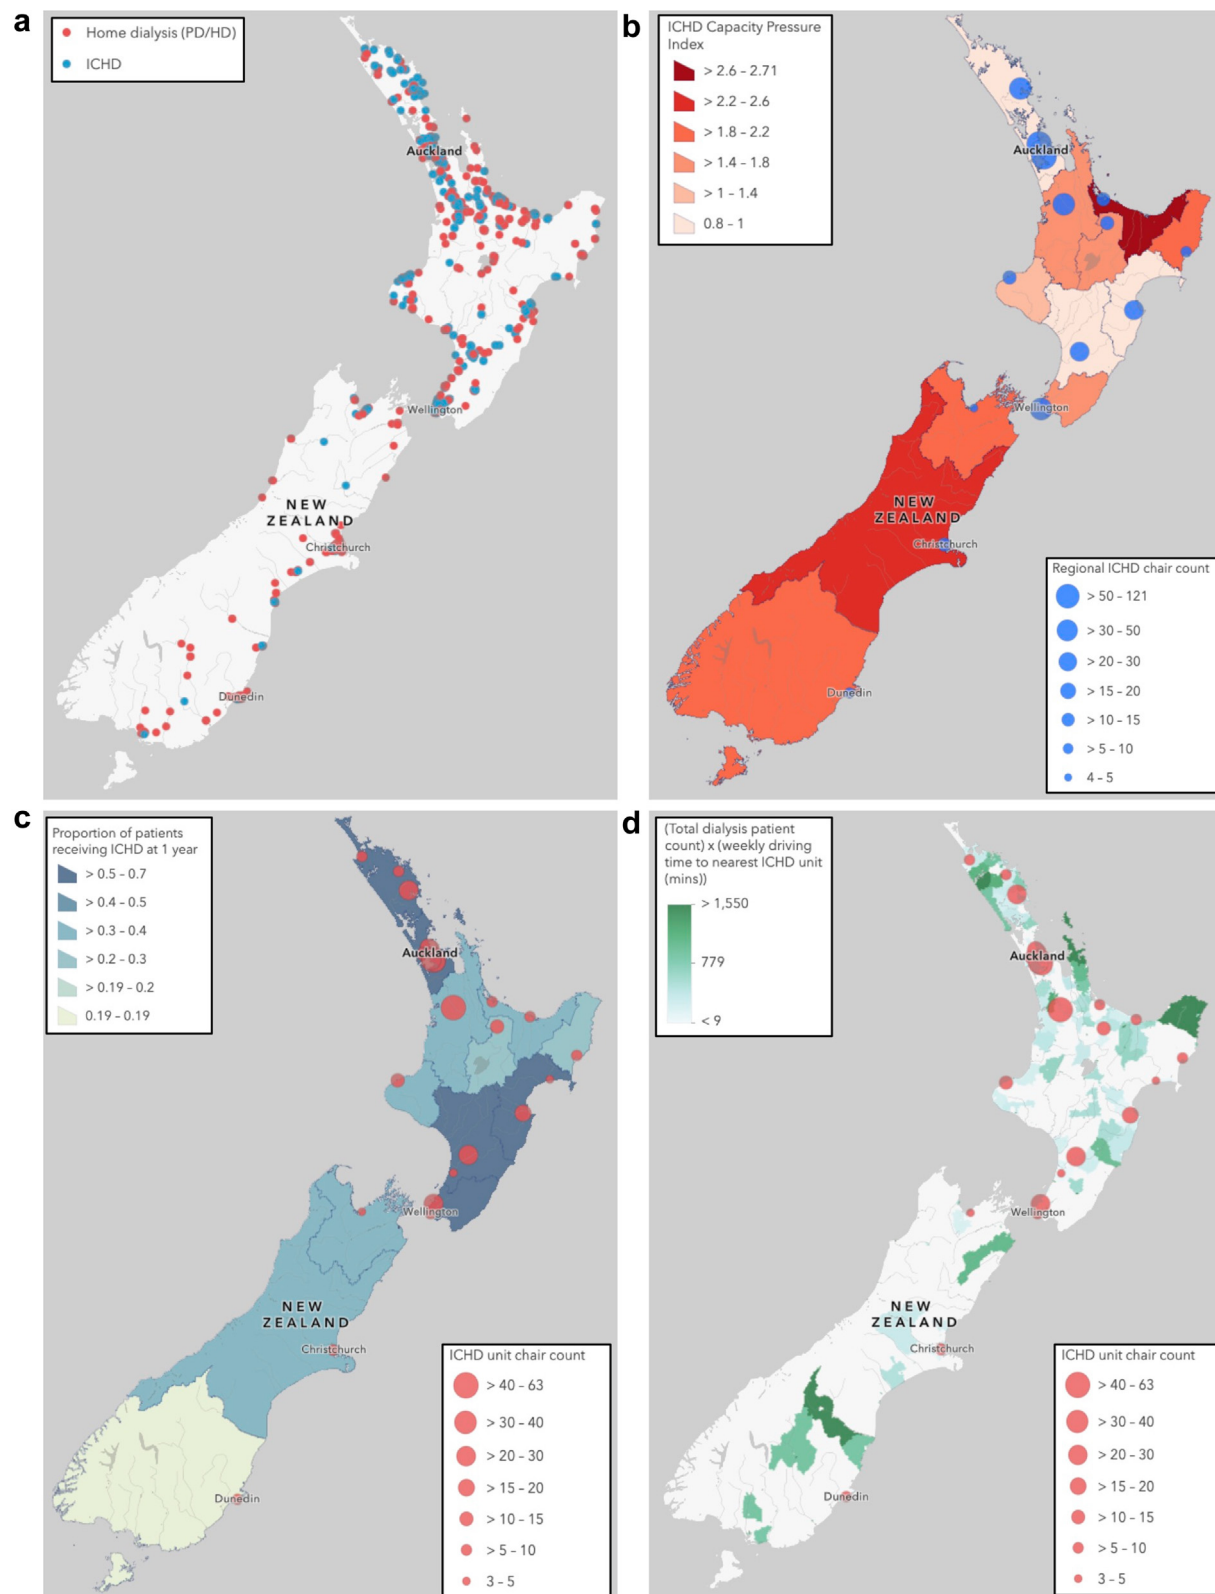 a
Home dialysis (PD/HD)
ICHD
Auckland
Wellington
NEW
ZEALAND
Christchurch
Dunedin
b
ICHD Capacity Pressure
Index
> 2.6 – 2.71
> 2.2 – 2.6
> 1.8 – 2.2
> 1.4 – 1.8
> 1 – 1.4
0.8 – 1
Auckland
Wellington
NEW
ZEALAND
Christchurch
Dunedin
Regional ICHD chair count
> 50 – 121
> 30 – 50
> 20 – 30
> 15 – 20
> 10 – 15
> 5 – 10
4 – 5
c
Proportion of patients
receiving ICHD at 1 year
> 0.5 – 0.7
> 0.4 – 0.5
> 0.3 – 0.4
> 0.2 – 0.3
> 0.19 – 0.2
0.19 – 0.19
Auckland
Wellington
NEW
ZEALAND
Christchurch
Dunedin
ICHD unit chair count
> 40 – 63
> 30 – 40
> 20 – 30
> 15 – 20
> 10 – 15
> 5 – 10
3 – 5
d
(Total dialysis patient
count) x (weekly driving
time to nearest ICHD unit
(mins))
> 1,550
779
< 9
Auckland
Wellington
NEW
ZEALAND
Christchurch
Dunedin
ICHD unit chair count
> 40 – 63
> 30 – 40
> 20 – 30
> 15 – 20
> 10 – 15
> 5 – 10
3 – 5